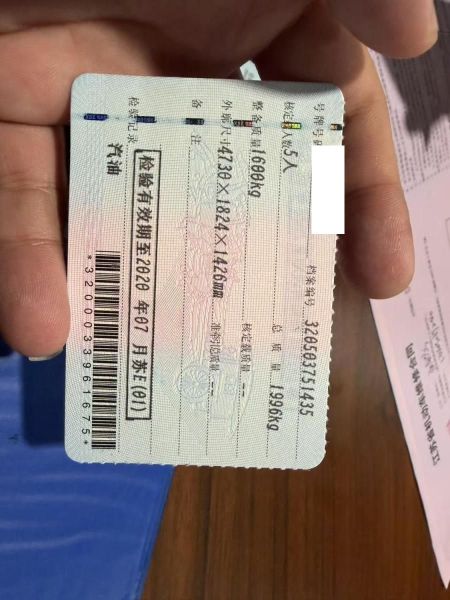 号牌号码
档案编号 320503751435
核定载人数 5人
总质量 1996kg
整备质量 1600kg
核定载质量 --
外廓尺寸 4730×1824×1426mm
准牵引总质量 --
备注
检验记录
检验有效期至2020年07月苏E(01)
汽油
*3200033961675*